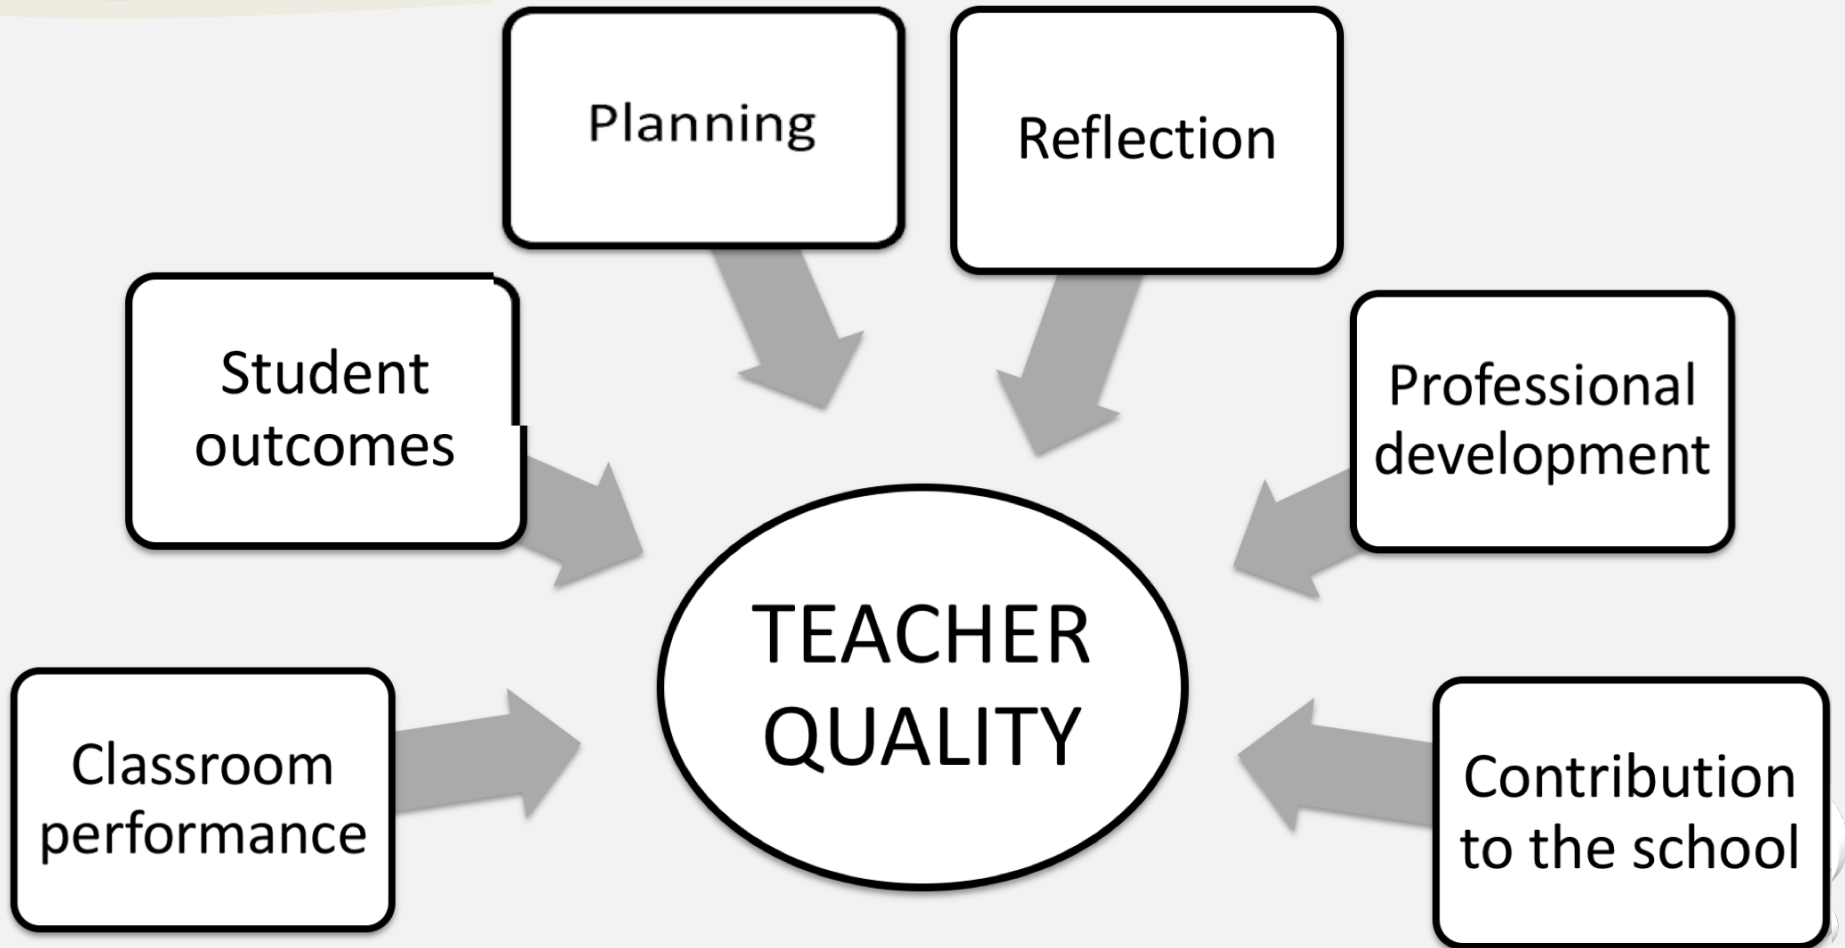 Planning
Reflection
Student
outcomes
Professional
development
TEACHER
QUALITY
Classroom
performance
Contribution
to the school